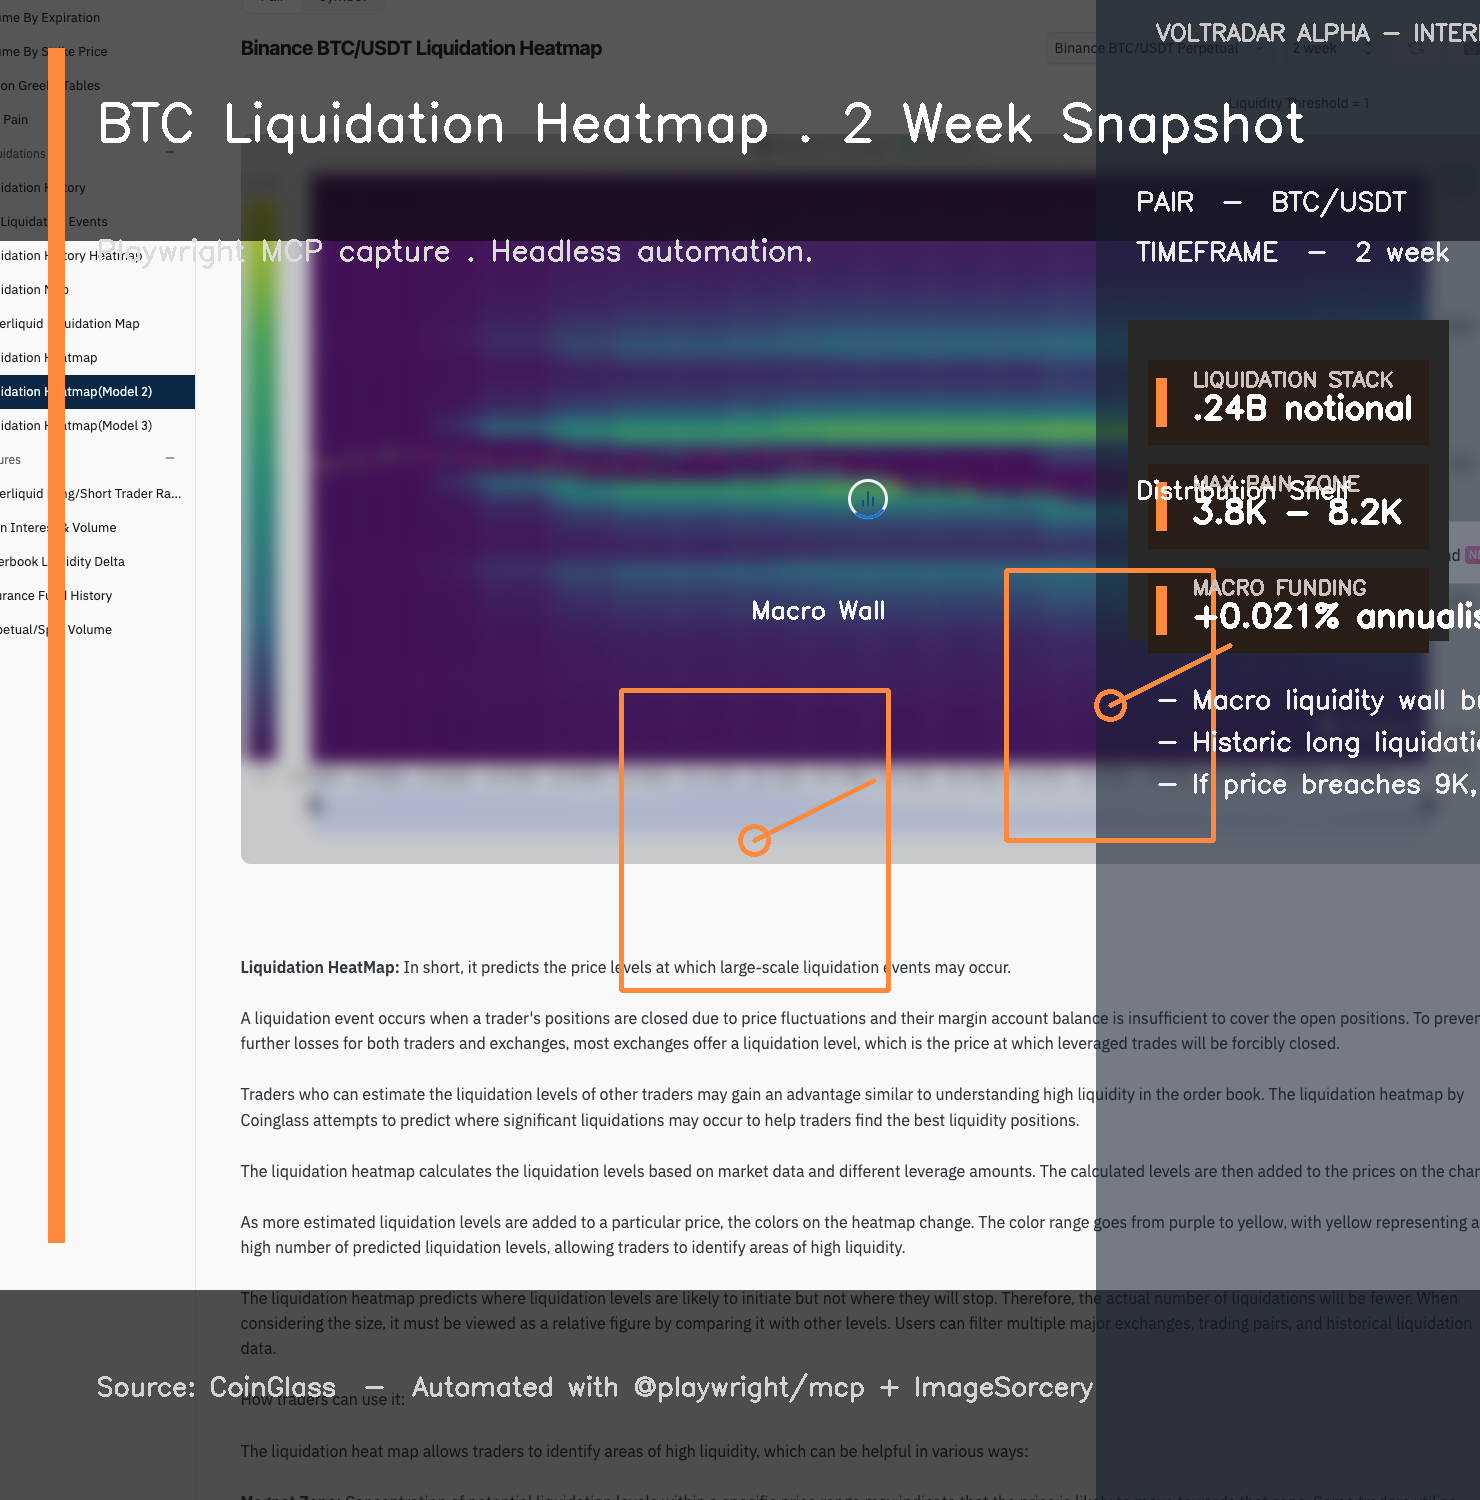 me By Expiration
me By Strike Price
on Greeks Tables
Pain
uidations
idation History
Liquidation Events
idation History Heatmap
idation Map
erliquid Liquidation Map
idation Heatmap
idation Heatmap(Model 2)
idation Heatmap(Model 3)
ures
erliquid Long/Short Trader Ra...
n Interest & Volume
erbook Liquidity Delta
urance Fund History
petual/Spot Volume
Binance BTC/USDT Liquidation Heatmap
Binance BTC/USDT Perpetual
2 week
Liquidity Threshold = 1
VOLTRADAR ALPHA – INTER
BTC Liquidation Heatmap . 2 Week Snapshot
Playwright MCP capture . Headless automation.
PAIR – BTC/USDT
TIMEFRAME – 2 week
LIQUIDATION STACK
.24B notional
MAX PAIN ZONE
Distribution Shelf
3.8K – 8.2K
MACRO FUNDING
+0.021% annualis
Macro Wall
– Macro liquidity wall bu
– Historic long liquidatio
– If price breaches 9K,
Liquidation HeatMap: In short, it predicts the price levels at which large-scale liquidation events may occur.
A liquidation event occurs when a trader's positions are closed due to price fluctuations and their margin account balance is insufficient to cover the open positions. To preven
further losses for both traders and exchanges, most exchanges offer a liquidation level, which is the price at which leveraged trades will be forcibly closed.
Traders who can estimate the liquidation levels of other traders may gain an advantage similar to understanding high liquidity in the order book. The liquidation heatmap by
Coinglass attempts to predict where significant liquidations may occur to help traders find the best liquidity positions.
The liquidation heatmap calculates the liquidation levels based on market data and different leverage amounts. The calculated levels are then added to the prices on the char
As more estimated liquidation levels are added to a particular price, the colors on the heatmap change. The color range goes from purple to yellow, with yellow representing a
high number of predicted liquidation levels, allowing traders to identify areas of high liquidity.
The liquidation heatmap predicts where liquidation levels are likely to initiate but not where they will stop. Therefore, the actual number of liquidations will be fewer. When
considering the size, it must be viewed as a relative figure by comparing it with other levels. Users can filter multiple major exchanges, trading pairs, and historical liquidation
data.
Source: CoinGlass – Automated with @playwright/mcp + ImageSorcery
How traders can use it:
The liquidation heat map allows traders to identify areas of high liquidity, which can be helpful in various ways: